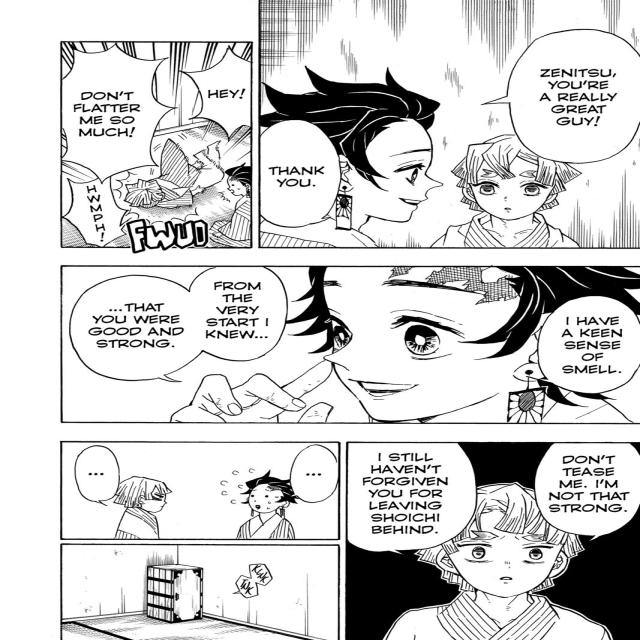 ZENITSU,
YOU'RE
A REALLY
GREAT
GUY!
THANK
YOU.
HEY!
DON'T
FLATTER
ME SO
MUCH!
HWMPH!
FWUD
I HAVE
A KEEN
SENSE
OF
SMELL.
FROM
THE
VERY
START I
KNEW...
...THAT
YOU WERE
GOOD AND
STRONG.
DON'T
TEASE
ME. I'M
NOT THAT
STRONG.
I STILL
HAVEN'T
FORGIVEN
YOU FOR
LEAVING
SHOICHI
BEHIND.
...
...